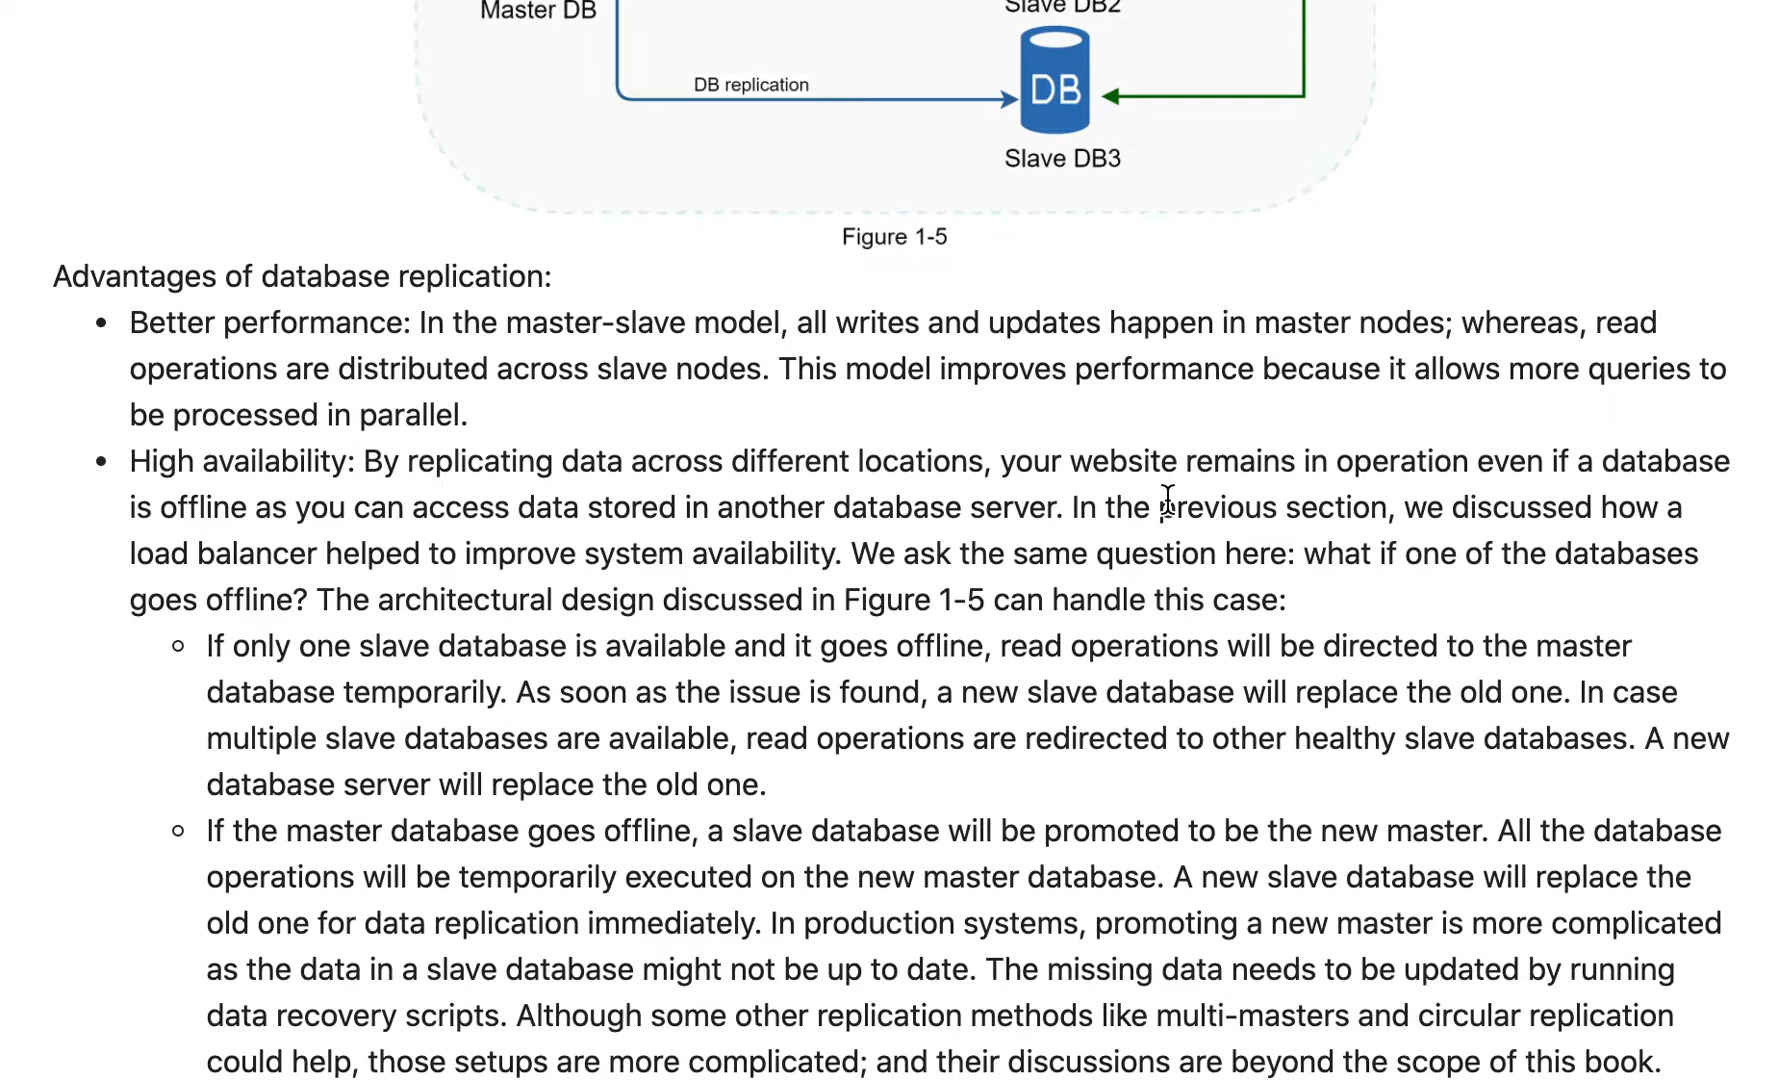 Slave DB2
Master DB
DB replication
DB
Slave DB3
Figure 1-5
Advantages of database replication:
• Better performance: In the master-slave model, all writes and updates happen in master nodes; whereas, read
operations are distributed across slave nodes. This model improves performance because it allows more queries to
be processed in parallel.
• High availability: By replicating data across different locations, your website remains in operation even if a database
is offline as you can access data stored in another database server. In the previous section, we discussed how a
load balancer helped to improve system availability. We ask the same question here: what if one of the databases
goes offline? The architectural design discussed in Figure 1-5 can handle this case:
◦ If only one slave database is available and it goes offline, read operations will be directed to the master
database temporarily. As soon as the issue is found, a new slave database will replace the old one. In case
multiple slave databases are available, read operations are redirected to other healthy slave databases. A new
database server will replace the old one.
◦ If the master database goes offline, a slave database will be promoted to be the new master. All the database
operations will be temporarily executed on the new master database. A new slave database will replace the
old one for data replication immediately. In production systems, promoting a new master is more complicated
as the data in a slave database might not be up to date. The missing data needs to be updated by running
data recovery scripts. Although some other replication methods like multi-masters and circular replication
could help, those setups are more complicated; and their discussions are beyond the scope of this book.